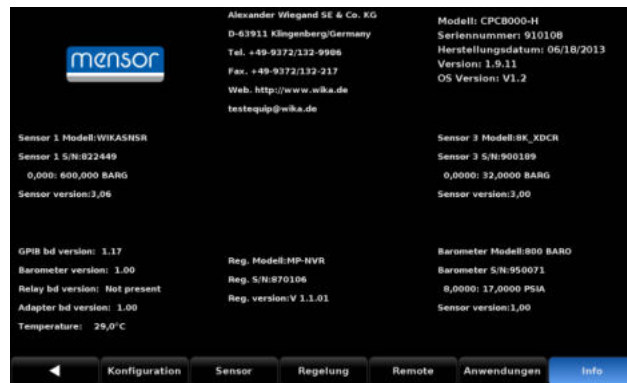 mensor
Alexander Wiegand SE & Co. KG
D-63911 Klingenberg/Germany
Tel. +49-9372/132-9986
Fax. +49-9372/132-217
Web. http://www.wika.de
testequip@wika.de
Modell: CPC8000-H
Seriennummer: 910108
Herstellungsdatum: 06/18/2013
Version: 1.9.11
OS Version: V1.2
Sensor 1 Modell:WIKASNSR
Sensor 1 S/N:822449
0,000: 600,000 BARG
Sensor version:3,06
Sensor 3 Modell:8K_XDCR
Sensor 3 S/N:900189
0,0000: 32,0000 BARG
Sensor version:3,00
GPIB bd version: 1.17
Barometer version: 1.00
Relay bd version: Not present
Adapter bd version: 1.00
Temperature: 29,0°C
Reg. Modell:MP-NVR
Reg. S/N:870106
Reg. version:V 1.1.01
Barometer Modell:800 BARO
Barometer S/N:950071
8,0000: 17,0000 PSIA
Sensor version:1,00
Konfiguration
Sensor
Regelung
Remote
Anwendungen
Info